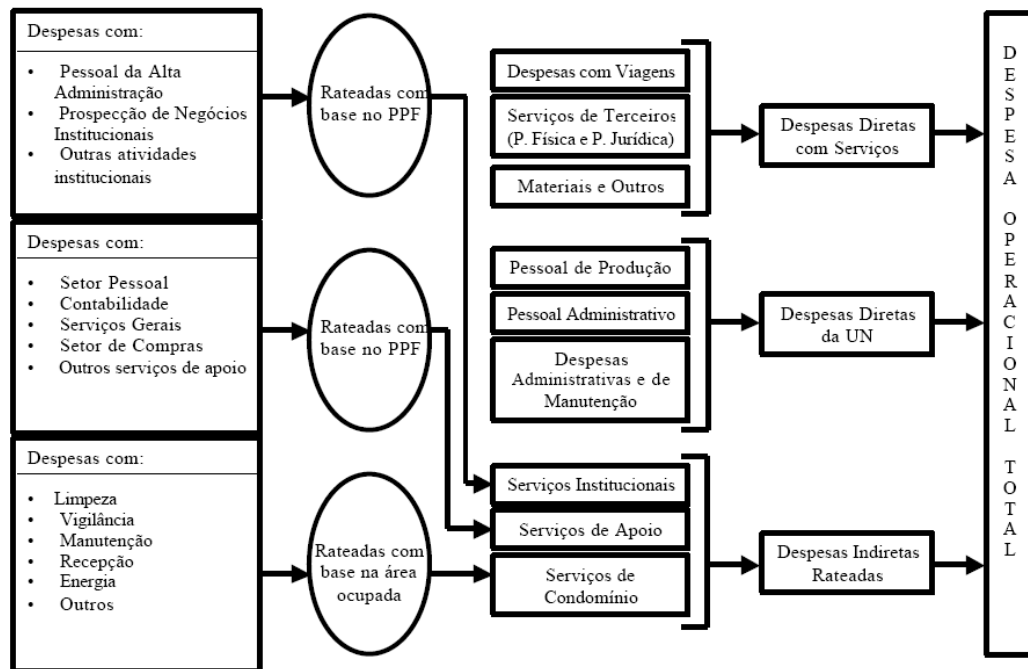 Despesas com:
• Pessoal da Alta
Administração
• Prospecção de Negócios
Institucionais
• Outras atividades
institucionais
Rateadas com
base no PPF
Despesas com:
• Setor Pessoal
• Contabilidade
• Serviços Gerais
• Setor de Compras
• Outros serviços de apoio
Rateadas com
base no PPF
Despesas com:
• Limpeza
• Vigilância
• Manutenção
• Recepção
• Energia
• Outros
Rateadas com
base na área
ocupada
Despesas com Viagens
Serviços de Terceiros
(P. Física e P. Jurídica)
Materiais e Outros
Despesas Diretas
com Serviços
Pessoal de Produção
Pessoal Administrativo
Despesas
Administrativas e de
Manutenção
Despesas Diretas
da UN
Serviços Institucionais
Serviços de Apoio
Serviços de
Condomínio
Despesas Indiretas
Rateadas
DESPESA OPERACIONAL TOTAL